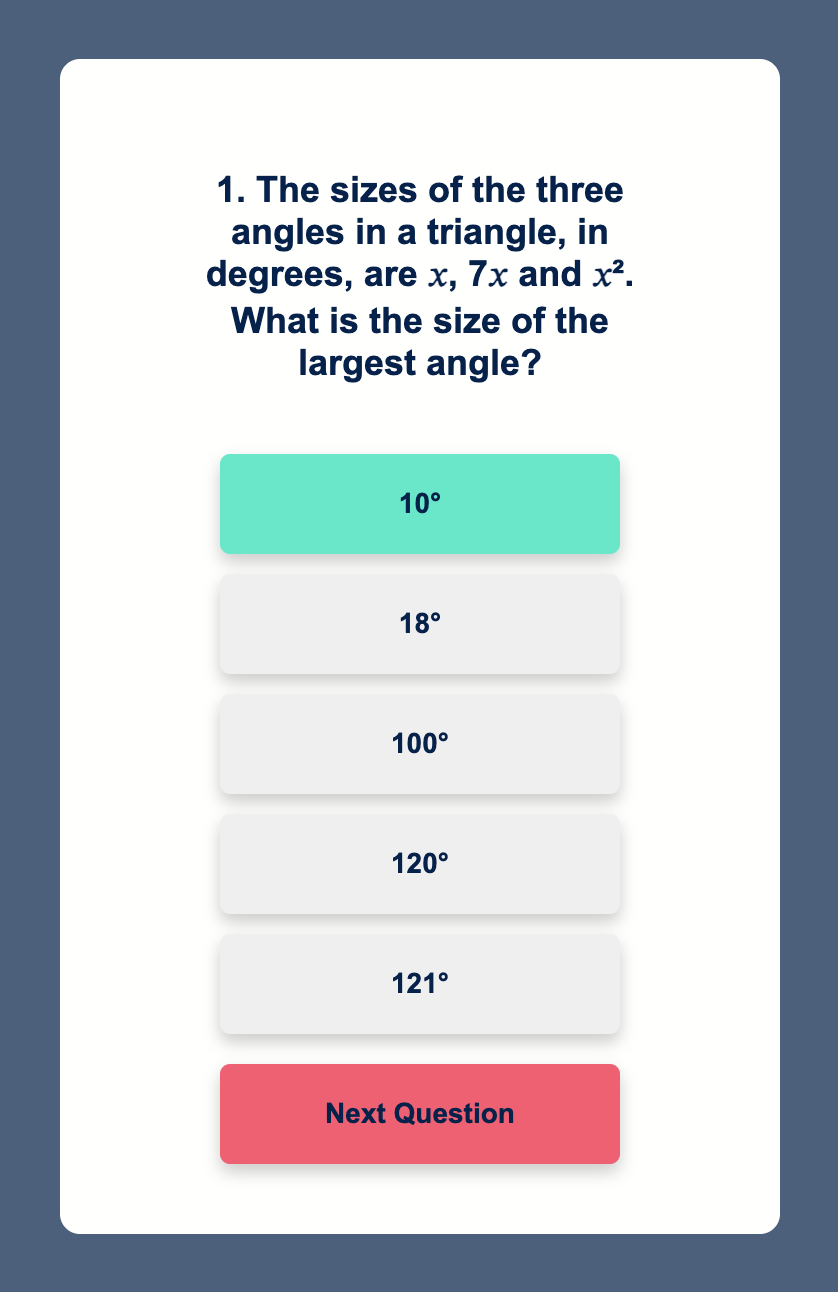 1. The sizes of the three
angles in a triangle, in
degrees, are 𝑥, 7𝑥 and 𝑥².
What is the size of the
largest angle?
10°
18°
100°
120°
121°
Next Question